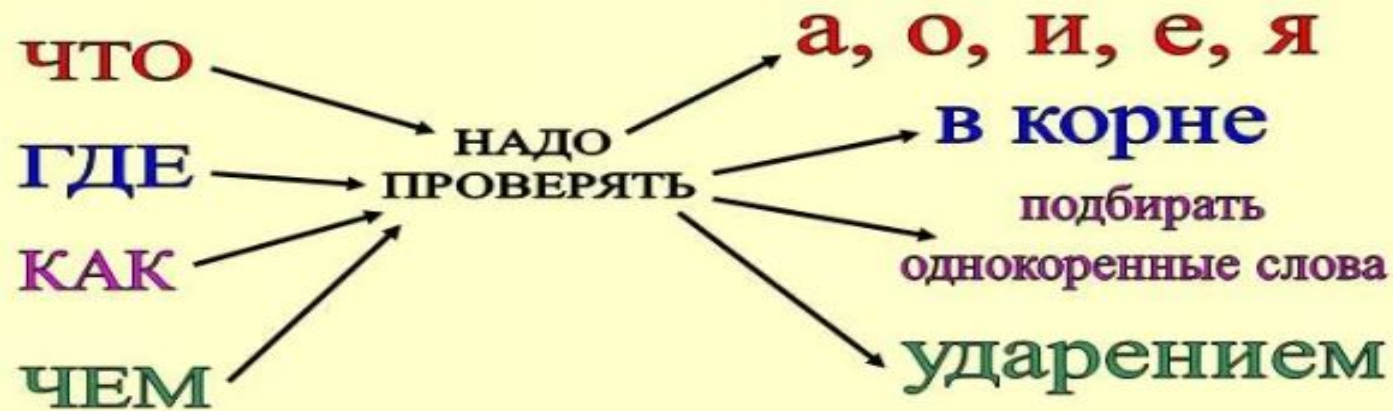 ЧТО
ГДЕ
КАК
ЧЕМ
НАДО
ПРОВЕРЯТЬ
а, о, и, е, я
в корне
подбирать
однокоренные слова
ударением